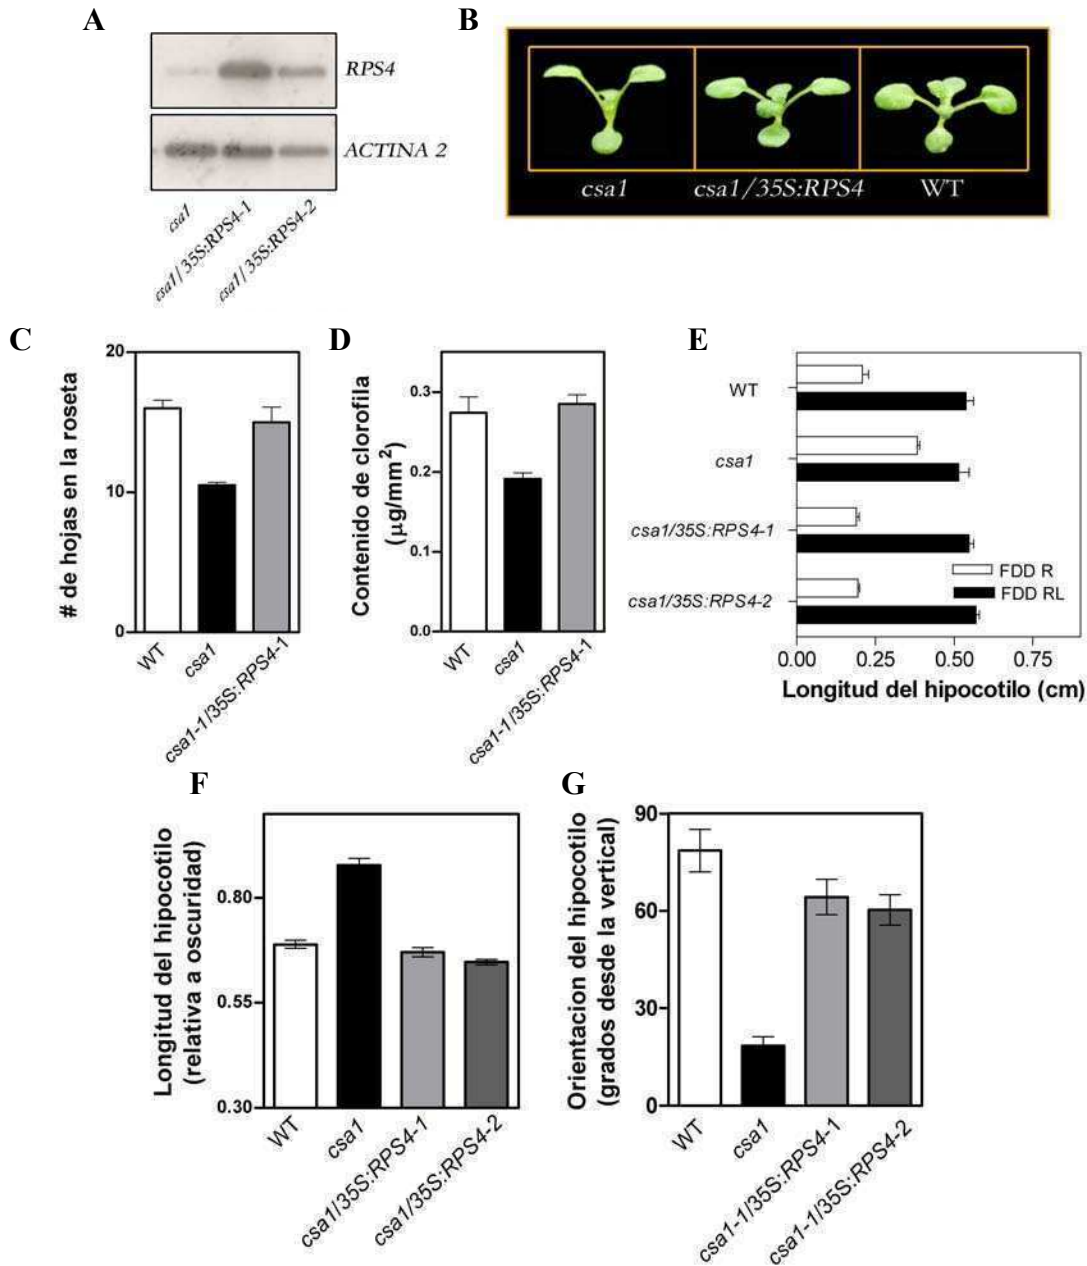 A
RPS4
ACTINA 2
csa1
csa1/35S:RPS4-1
csa1/35S:RPS4-2
B
csa1
csa1/35S:RPS4
WT
C
# de hojas en la roseta
20
10
0
WT
csa1
csa1-1/35S:RPS4-1
D
Contenido de clorofila
(µg/mm²)
0.3
0.2
0.1
0.0
WT
csa1
csa1-1/35S:RPS4-1
E
WT
csa1
csa1/35S:RPS4-1
csa1/35S:RPS4-2
FDD R
FDD RL
0.00
0.25
0.50
0.75
Longitud del hipocotilo (cm)
F
Longitud del hipocotilo
(relativa a oscuridad)
0.80
0.55
0.30
WT
csa1
csa1/35S:RPS4-1
csa1/35S:RPS4-2
G
Orientacion del hipocotilo
(grados desde la vertical)
90
60
30
0
WT
csa1
csa1-1/35S:RPS4-1
csa1-1/35S:RPS4-2